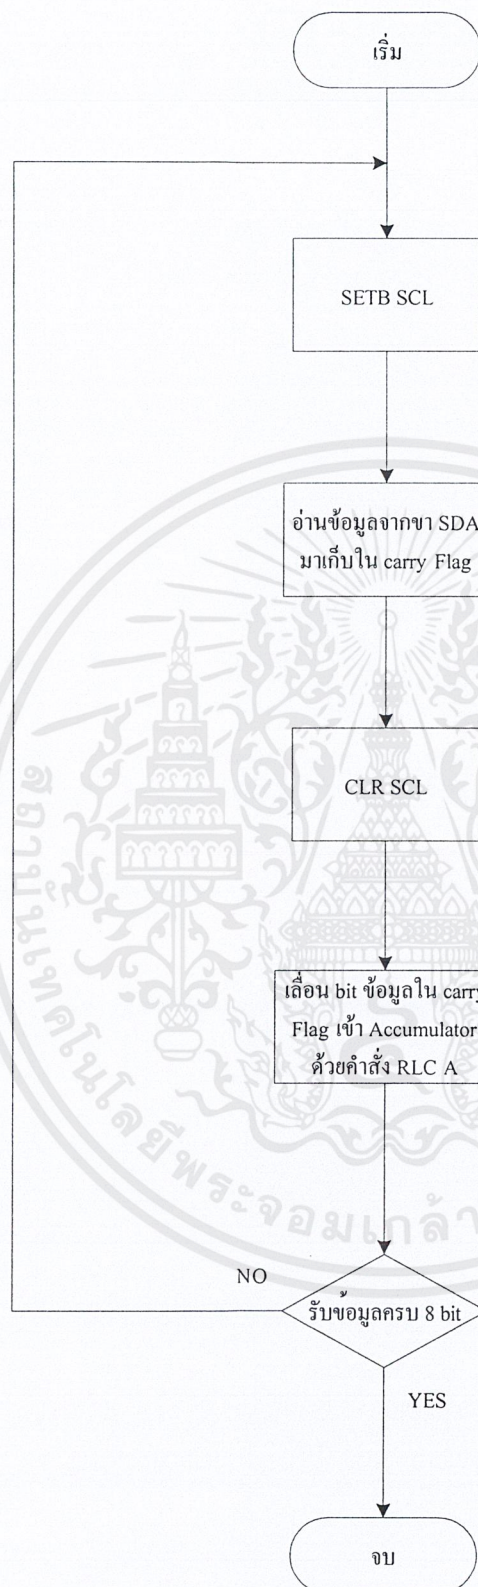 เริ่ม
SETB SCL
อ่านข้อมูลจากขา SDA
มาเก็บใน carry Flag
CLR SCL
เลื่อน bit ข้อมูลใน carry
Flag เข้า Accumulator
ด้วยคำสั่ง RLC A
NO
รับข้อมูลครบ 8 bit
YES
จบ